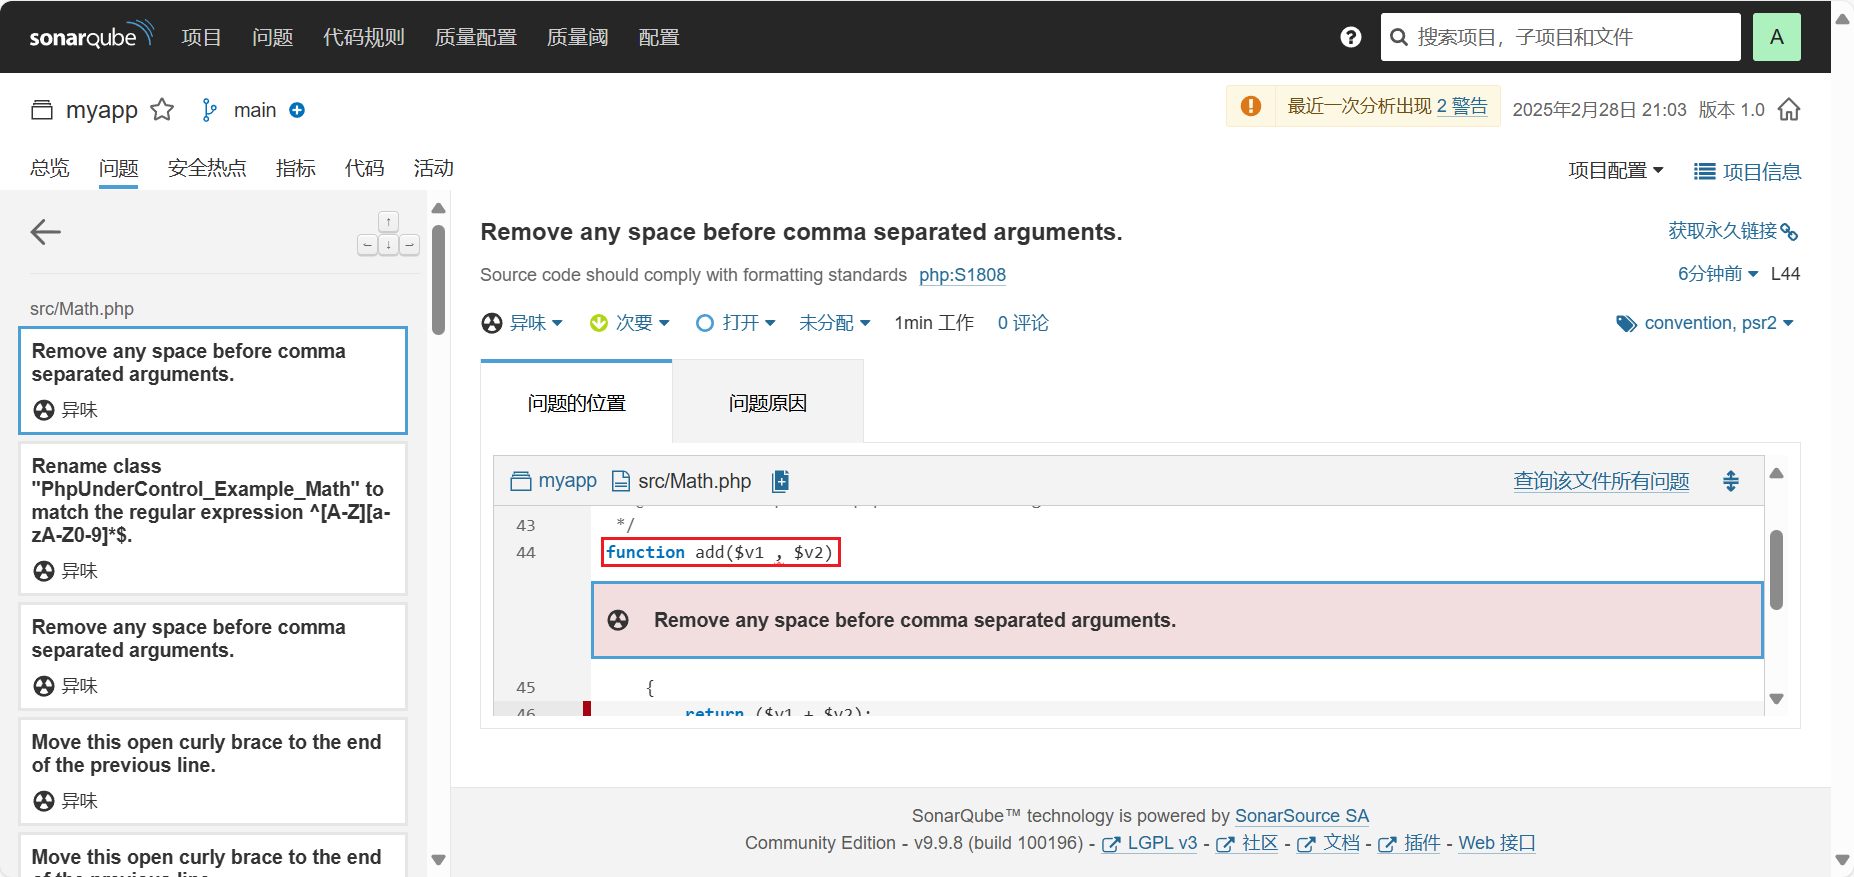 sonarqube 项目 问题 代码规则 质量配置 质量阈 配置 搜索项目，子项目和文件 A
myapp main 最近一次分析出现 2 警告 2025年2月28日 21:03 版本 1.0
总览 问题 安全热点 指标 代码 活动 项目配置 项目信息
src/Math.php
Remove any space before comma
separated arguments.
异味
Rename class
"PhpUnderControl_Example_Math" to
match the regular expression ^[A-Z][a-
zA-Z0-9]*$.
异味
Remove any space before comma
separated arguments.
异味
Move this open curly brace to the end
of the previous line.
异味
Move this open curly brace to the end
Remove any space before comma separated arguments. 获取永久链接
Source code should comply with formatting standards php:S1808 6分钟前 L44
异味 次要 打开 未分配 1min 工作 0 评论 convention, psr2
问题的位置 问题原因
myapp src/Math.php 查询该文件所有问题
43 */
44 function add($v1 , $v2)
Remove any space before comma separated arguments.
45 {
46 return ($v1 + $v2);
SonarQube™ technology is powered by SonarSource SA
Community Edition - v9.9.8 (build 100196) - LGPL v3 - 社区 - 文档 - 插件 - Web 接口